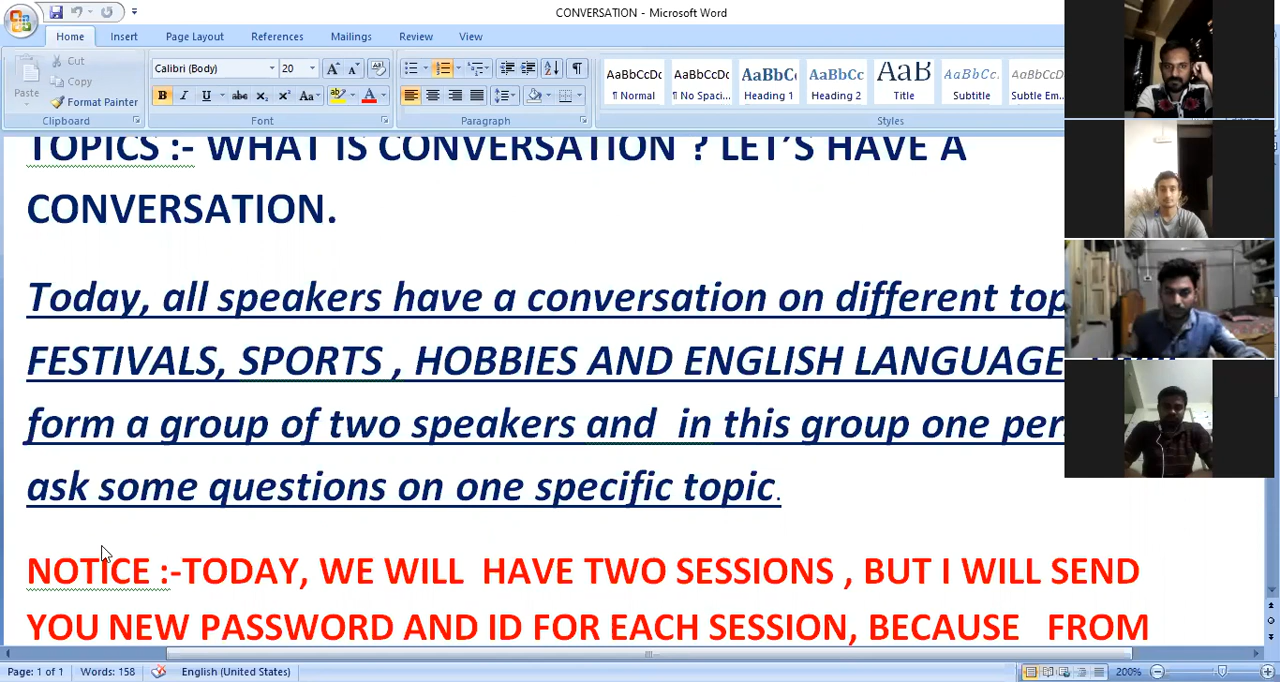 CONVERSATION - Microsoft Word
Home Insert Page Layout References Mailings Review View
Paste
Cut
Copy
Format Painter
Clipboard
Calibri (Body) 20
Font
Paragraph
AaBbCcDc AaBbCcDc AaBbCc AaBbCc AaB AaBbCc. AaBbCcDc
¶ Normal ¶ No Spaci... Heading 1 Heading 2 Title Subtitle Subtle Em...
Styles
TOPICS :- WHAT IS CONVERSATION ? LET'S HAVE A
CONVERSATION.
Today, all speakers have a conversation on different
FESTIVALS, SPORTS , HOBBIES AND ENGLISH LANGUAGE
form a group of two speakers and in this group one
ask some questions on one specific topic.
NOTICE :-TODAY, WE WILL HAVE TWO SESSIONS , BUT I WILL SEND
YOU NEW PASSWORD AND ID FOR EACH SESSION, BECAUSE FROM
Page: 1 of 1 Words: 158 English (United States) 200%